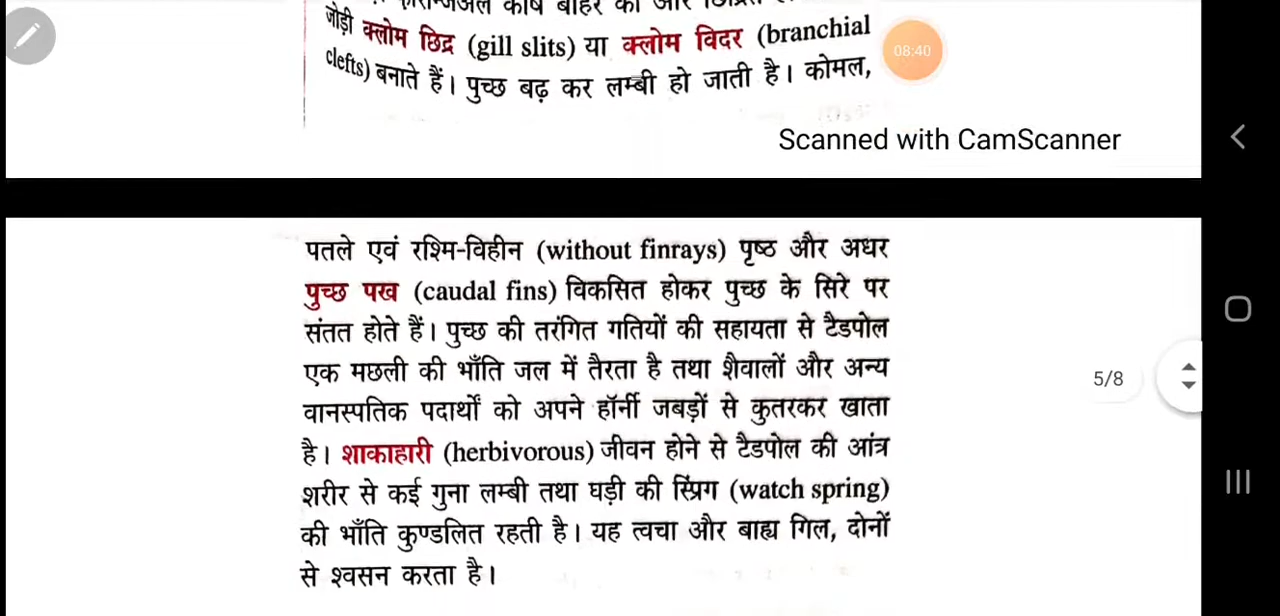 जोड़ी क्लोम छिद्र (gill slits) या क्लोम विदर (branchial
08:40
clefts) बनाते हैं। पुच्छ बढ़ कर लम्बी हो जाती है। कोमल,
Scanned with CamScanner
पतले एवं रश्मि-विहीन (without finrays) पृष्ठ और अधर
पुच्छ पख (caudal fins) विकसित होकर पुच्छ के सिरे पर
संतत होते हैं। पुच्छ की तरंगित गतियों की सहायता से टैडपोल
एक मछली की भाँति जल में तैरता है तथा शैवालों और अन्य
5/8
वानस्पतिक पदार्थों को अपने हॉर्नी जबड़ों से कुतरकर खाता
है। शाकाहारी (herbivorous) जीवन होने से टैडपोल की आंत्र
शरीर से कई गुना लम्बी तथा घड़ी की स्प्रिंग (watch spring)
की भाँति कुण्डलित रहती है। यह त्वचा और बाह्य गिल, दोनों
से श्वसन करता है।